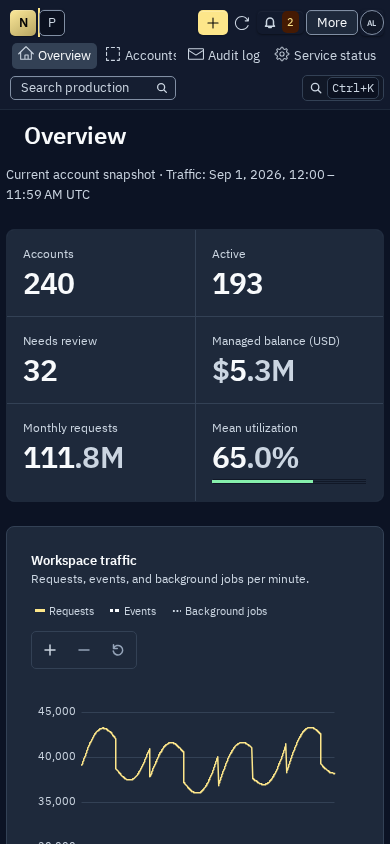 N P 2 More AL
Overview Accounts Audit log Service status
Search production Ctrl+K
Overview
Current account snapshot · Traffic: Sep 1, 2026, 12:00 –
11:59 AM UTC
Accounts
240
Active
193
Needs review
32
Managed balance (USD)
$5.3M
Monthly requests
111.8M
Mean utilization
65.0%
Workspace traffic
Requests, events, and background jobs per minute.
Requests Events Background jobs
45,000
40,000
35,000